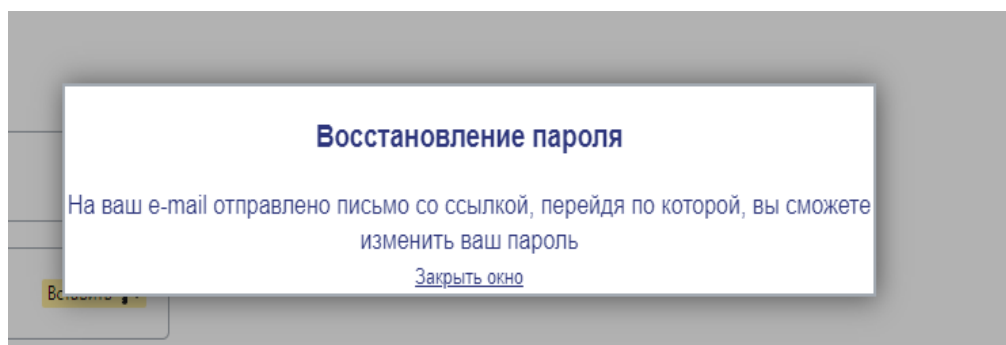 Восстановление пароля
На ваш e-mail отправлено письмо со ссылкой, перейдя по которой, вы сможете
изменить ваш пароль
Закрыть окно